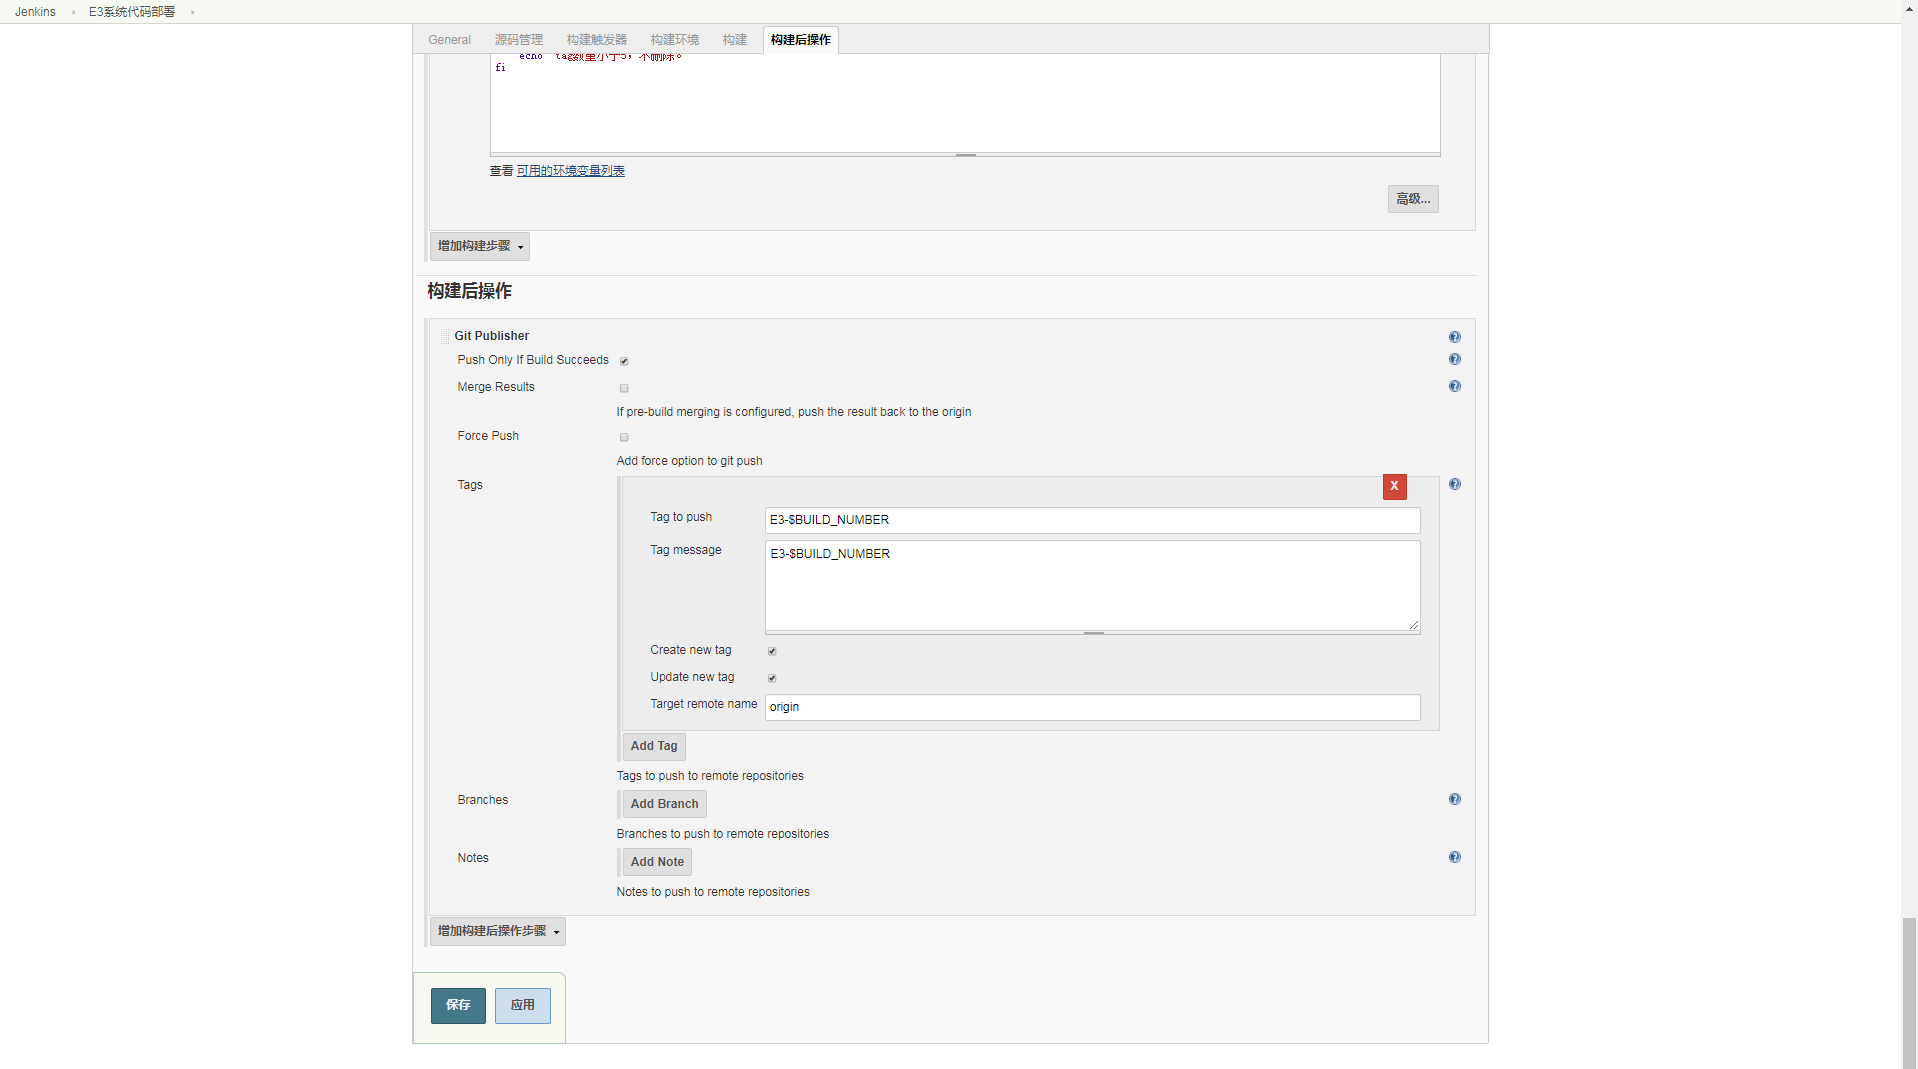 Jenkins
E3系统代码部署
General 源码管理 构建触发器 构建环境 构建 构建后操作
echo "tag数量小于5，不删除。
fi
查看 可用的环境变量列表
高级...
增加构建步骤
构建后操作
Git Publisher
Push Only If Build Succeeds
Merge Results
If pre-build merging is configured, push the result back to the origin
Force Push
Add force option to git push
Tags
X
Tag to push E3-$BUILD_NUMBER
Tag message E3-$BUILD_NUMBER
Create new tag
Update new tag
Target remote name origin
Add Tag
Tags to push to remote repositories
Branches
Add Branch
Branches to push to remote repositories
Notes
Add Note
Notes to push to remote repositories
增加构建后操作步骤
保存 应用